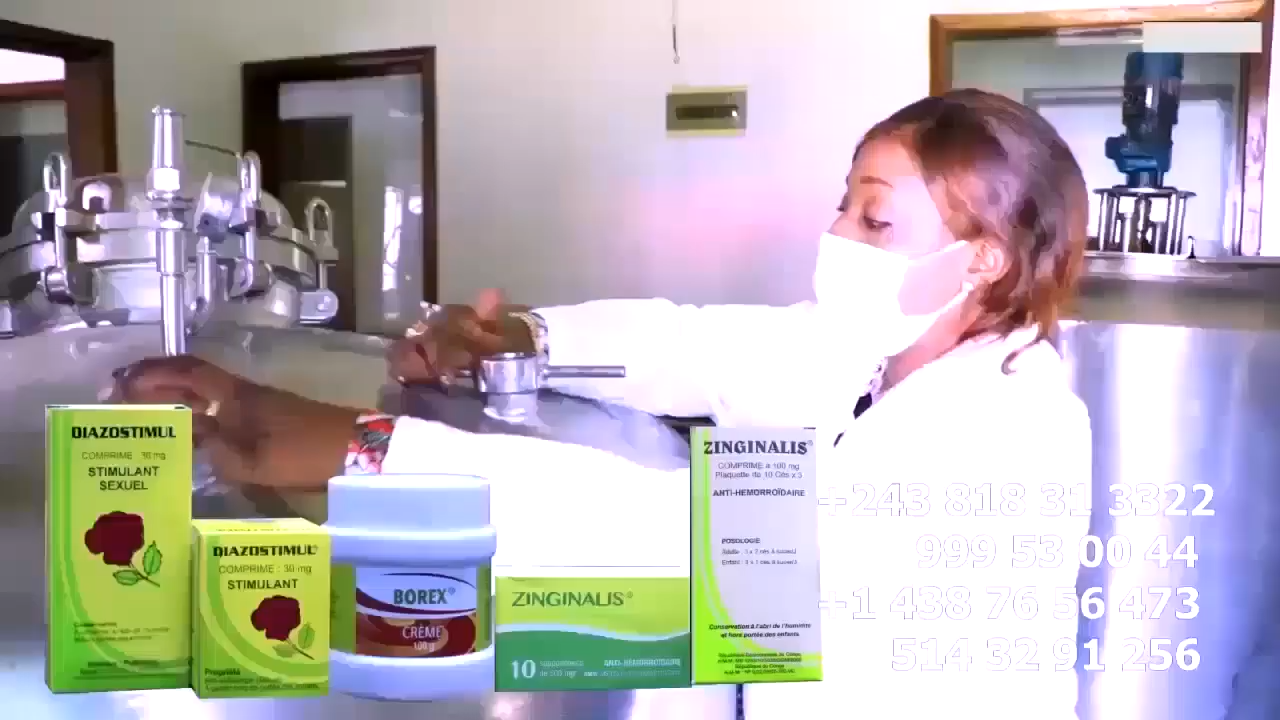 DIAZOSTIMUL
COMPRIME : 30 mg
STIMULANT
SEXUEL
DIAZOSTIMUL®
COMPRIME : 30 mg
STIMULANT
Propriété
BOREX®
CRÈME
100 g
ZINGINALIS®
10
ANTI-HEMORROÏDAIRE
ZINGINALIS®
COMPRIME à 100 mg
Plaquette de 10 Cés x 3
ANTI-HEMORROÏDAIRE
POSOLOGIE
Conservation à l'abri de l'humidité
et hors portée des enfants
+243 818 31 3322
999 53 00 44
+1 438 76 56 473
514 32 91 256